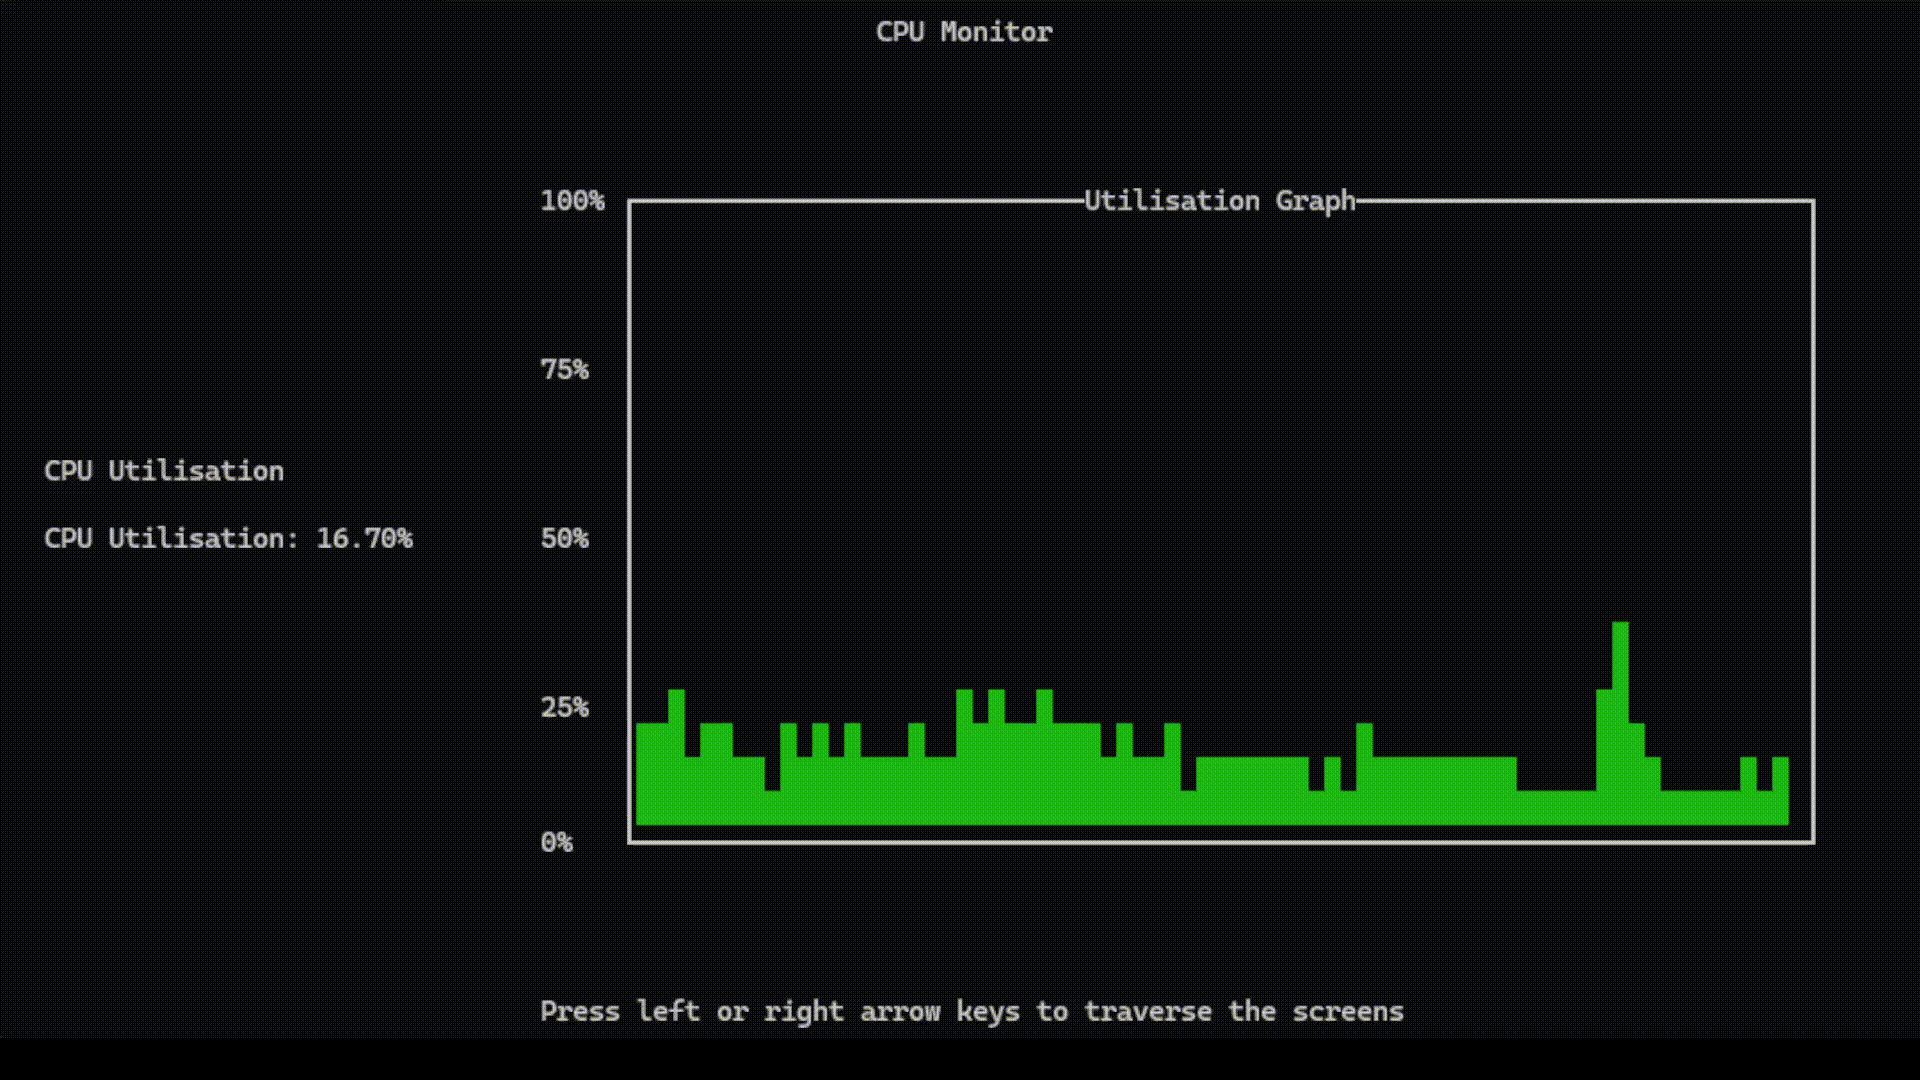 CPU Monitor
100%
Utilisation Graph
75%
CPU Utilisation
CPU Utilisation: 16.70%
50%
25%
0%
Press left or right arrow keys to traverse the screens